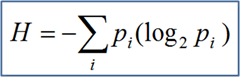 H = −∑ᵢ pᵢ(log₂ pᵢ)